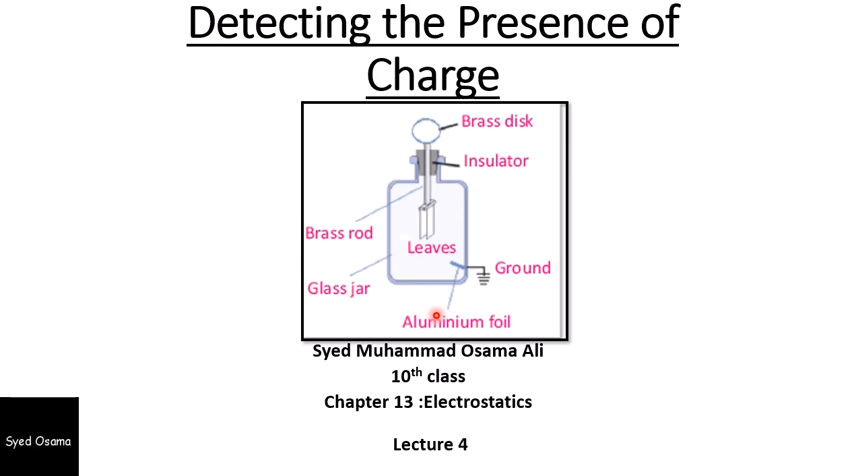 Detecting the Presence of
Charge
Brass disk
Insulator
Brass rod
Leaves
Ground
Glass jar
Aluminium foil
Syed Muhammad Osama Ali
10th class
Chapter 13 :Electrostatics
Syed Osama
Lecture 4